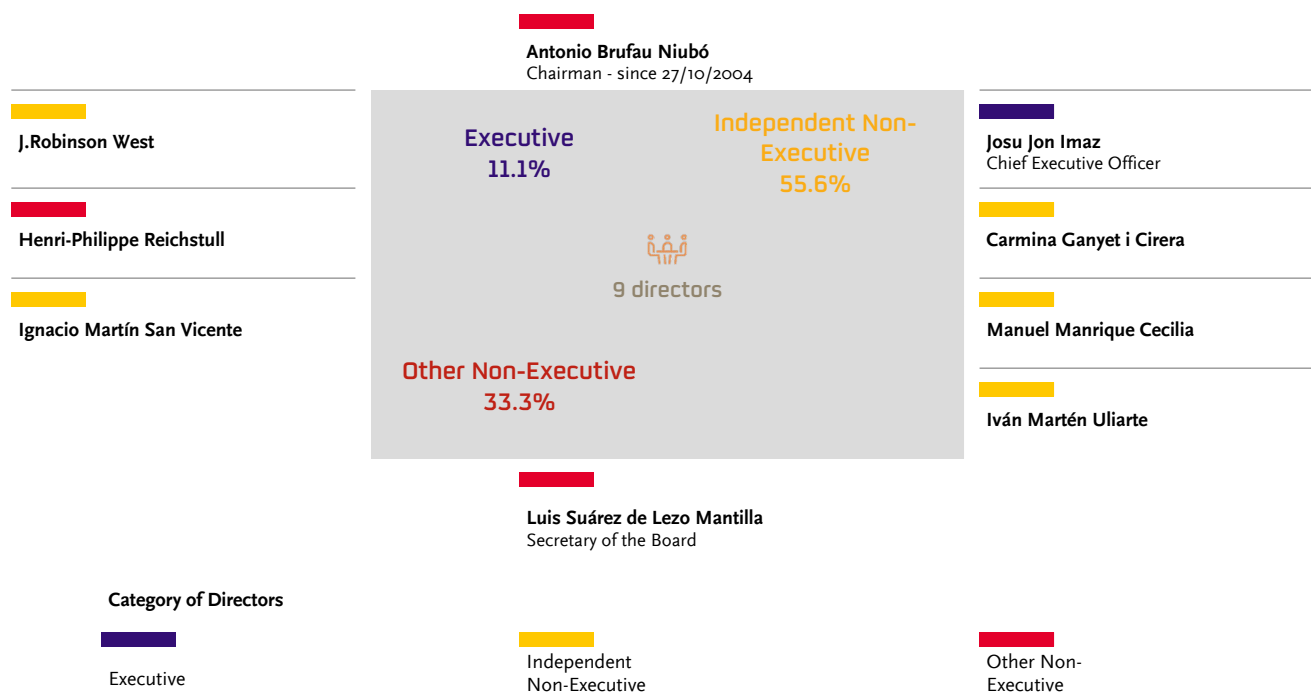 Antonio Brufau Niubó
Chairman - since 27/10/2004
J.Robinson West
Henri-Philippe Reichstull
Ignacio Martín San Vicente
Executive
11.1%
Independent Non-
Executive
55.6%
9 directors
Other Non-Executive
33.3%
Josu Jon Imaz
Chief Executive Officer
Carmina Ganyet i Cirera
Manuel Manrique Cecilia
Iván Martén Uliarte
Luis Suárez de Lezo Mantilla
Secretary of the Board
Category of Directors
Executive
Independent
Non-Executive
Other Non-
Executive